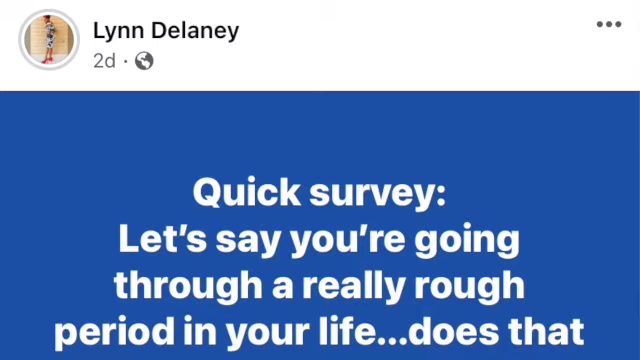 Lynn Delaney
2d ·
Quick survey:
Let’s say you’re going
through a really rough
period in your life...does that